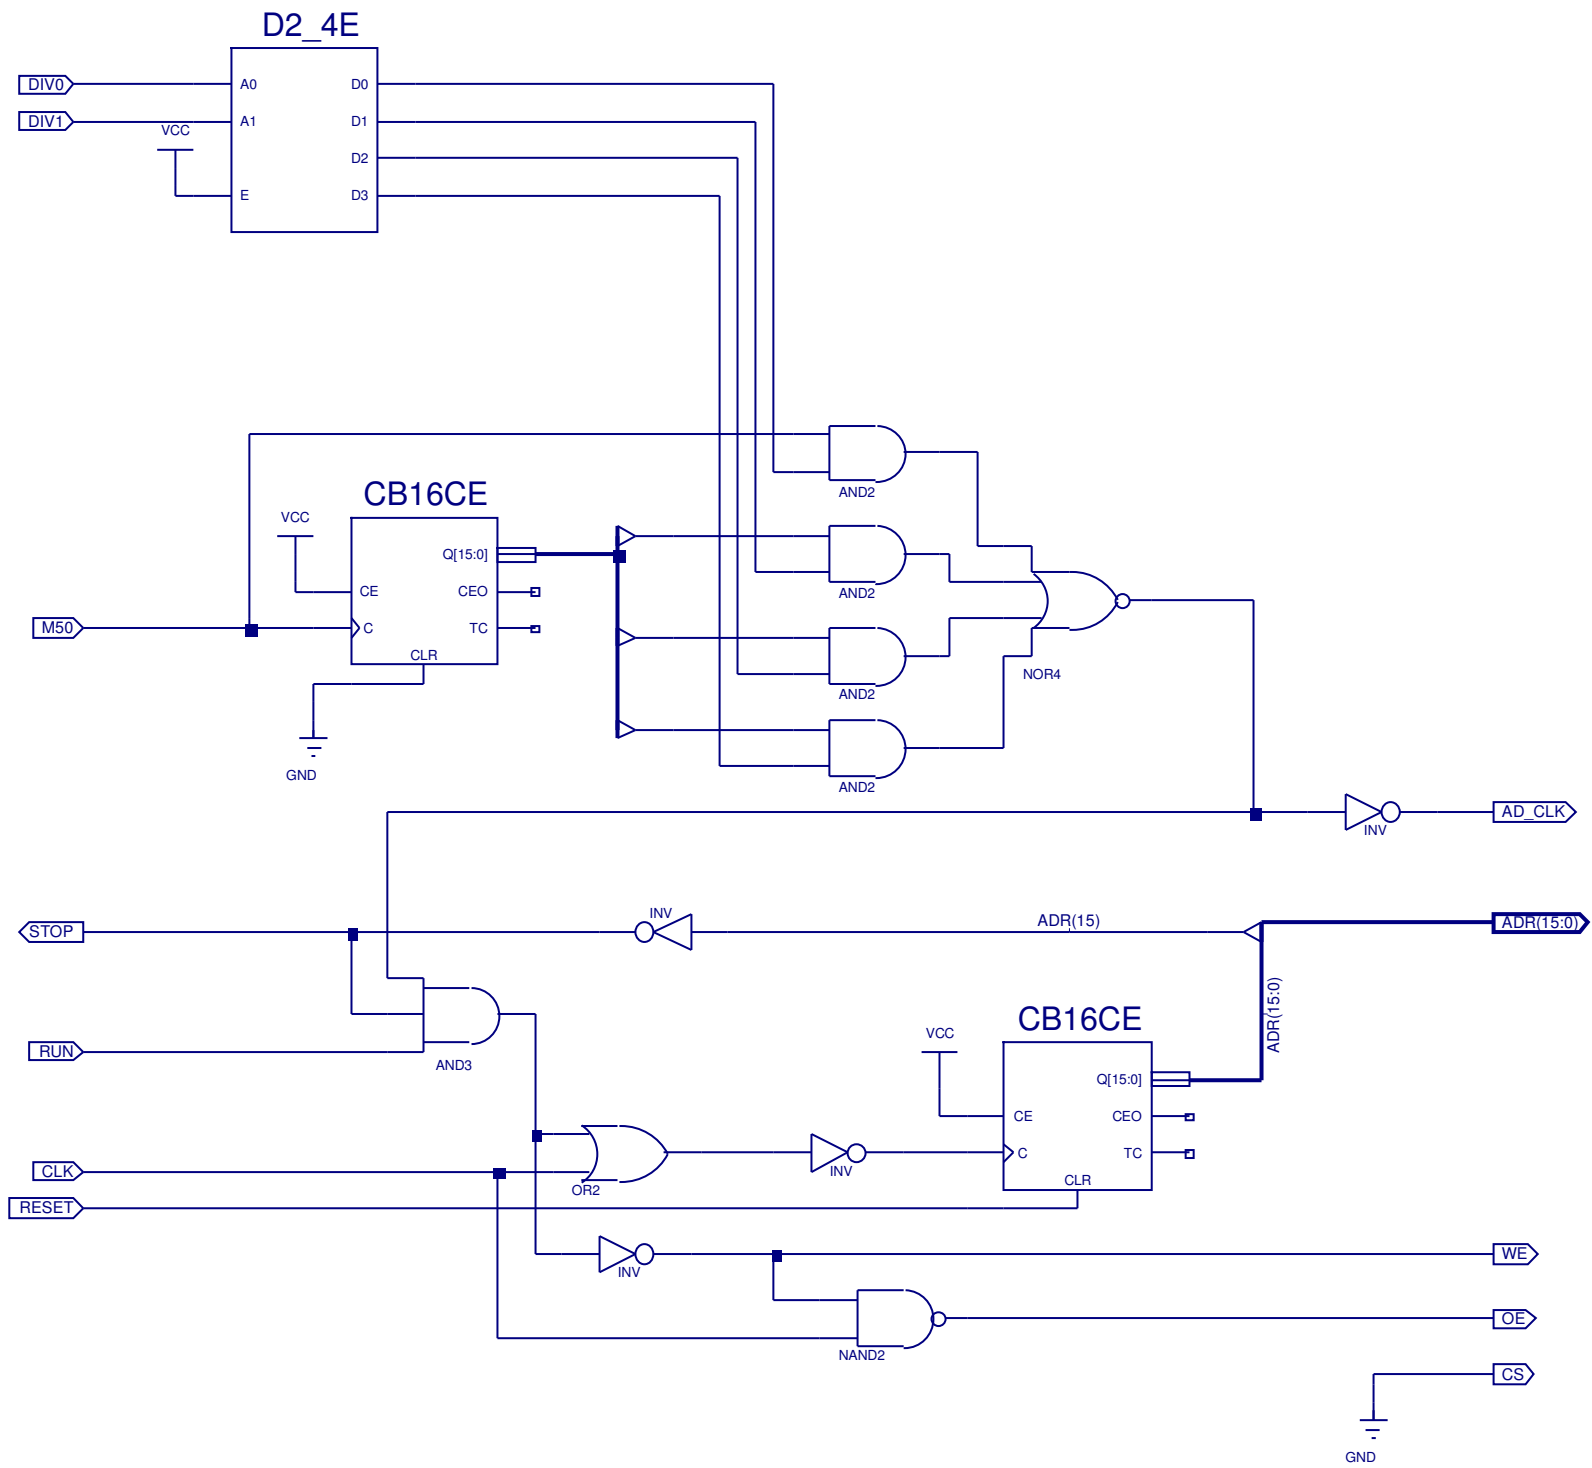 D2_4E
DIV0
A0
D0
DIV1
A1
D1
VCC
D2
E
D3
AND2
CB16CE
VCC
Q[15:0]
CE
CEO
AND2
M50
C
TC
CLR
NOR4
AND2
GND
AND2
AD_CLK
INV
INV
ADR(15)
ADR(15:0)
STOP
ADR(15:0)
CB16CE
VCC
RUN
AND3
Q[15:0]
CE
CEO
CLK
INV
C
TC
OR2
CLR
RESET
INV
WE
OE
NAND2
CS
GND